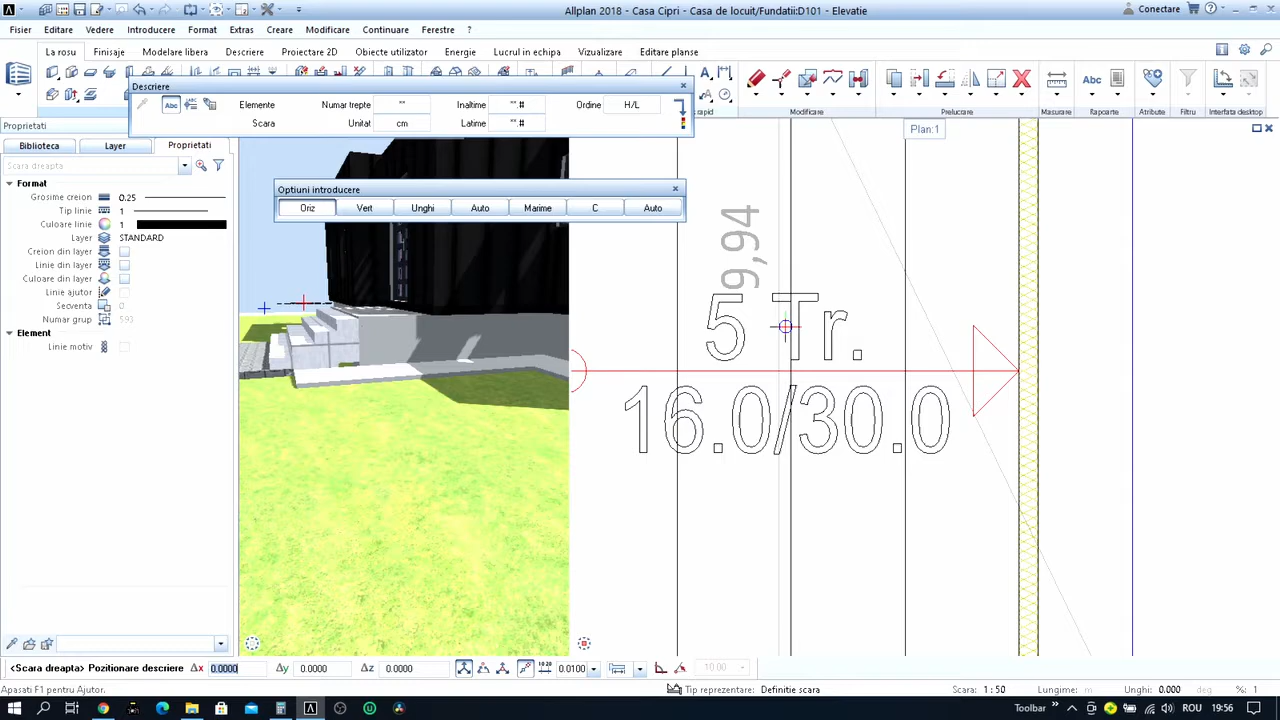 Allplan 2018 - Casa Cipri - Casa de locuit/Fundatii:D101 - Elevatie
Conectare
Fisier Editare Vedere Introducere Format Extras Creare Modificare Continuare Ferestre ?
La rosu Finisaje Modelare libera Descriere Proiectare 2D Obiecte utilizator Energie Lucrul in echipa Vizualizare Editare planse
Descriere
Abc Elemente Numar trepte "" Inaltime "".# Ordine H/L
Scara Unitat cm Latime "".#
rapid Modificare Prelucare Masurare Rapoarte Atribute Filtru Interfata desktop
Abc
Proprietati
Biblioteca Layer Proprietati
Scara dreapta
Format
Grosime creion 0.25
Tip linie 1
Culoare linie 1
Layer STANDARD
Creion din layer
Linie din layer
Culoare din layer
Linie ajutor
Secventa 0
Numar grup 593
Element
Linie motiv
Optiuni introducere
Oriz Vert Unghi Auto Marime C Auto
Plan:1
9,94
5 Tr.
16.0/30.0
<Scara dreapta> Pozitionare descriere Δx 0.0000 Δy 0.0000 Δz 0.0000 0.0100 10.00
Apasati F1 pentru Ajutor. Tip reprezentare: Definitie scara Scara: 1 : 50 Lungime: m Unghi: 0.000 deg %: 1
Toolbar ROU 19:56